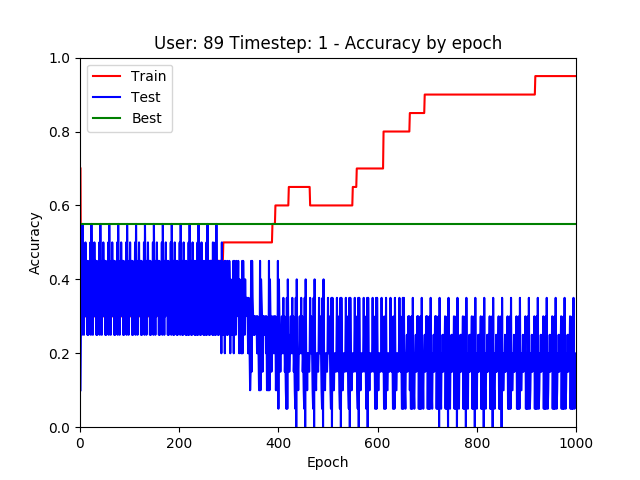 User: 89 Timestep: 1 - Accuracy by epoch
1.0
Train
Test
Best
0.8
0.6
Accuracy
0.4
0.2
0.0
0 200 400 600 800 1000
Epoch